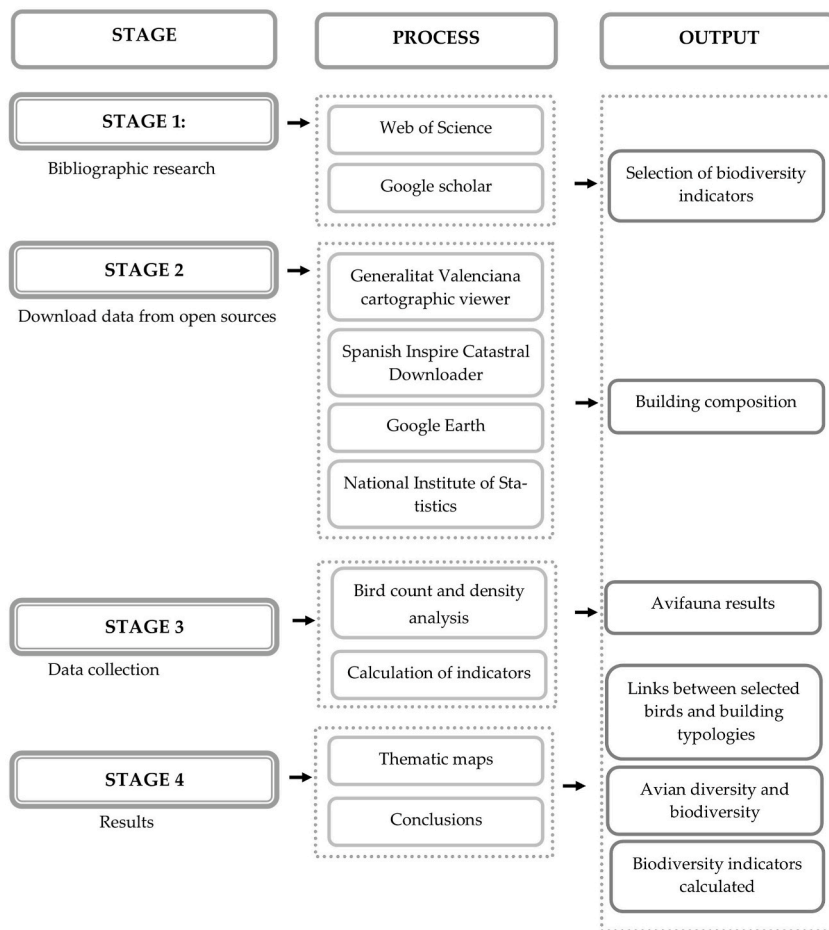 STAGE
PROCESS
OUTPUT
STAGE 1:
Bibliographic research
Web of Science
Google scholar
Selection of biodiversity
indicators
STAGE 2
Download data from open sources
Generalitat Valenciana
cartographic viewer
Spanish Inspire Catastral
Downloader
Google Earth
National Institute of Sta-
tistics
Building composition
STAGE 3
Data collection
Bird count and density
analysis
Calculation of indicators
Avifauna results
STAGE 4
Results
Thematic maps
Conclusions
Links between selected
birds and building
typologies
Avian diversity and
biodiversity
Biodiversity indicators
calculated